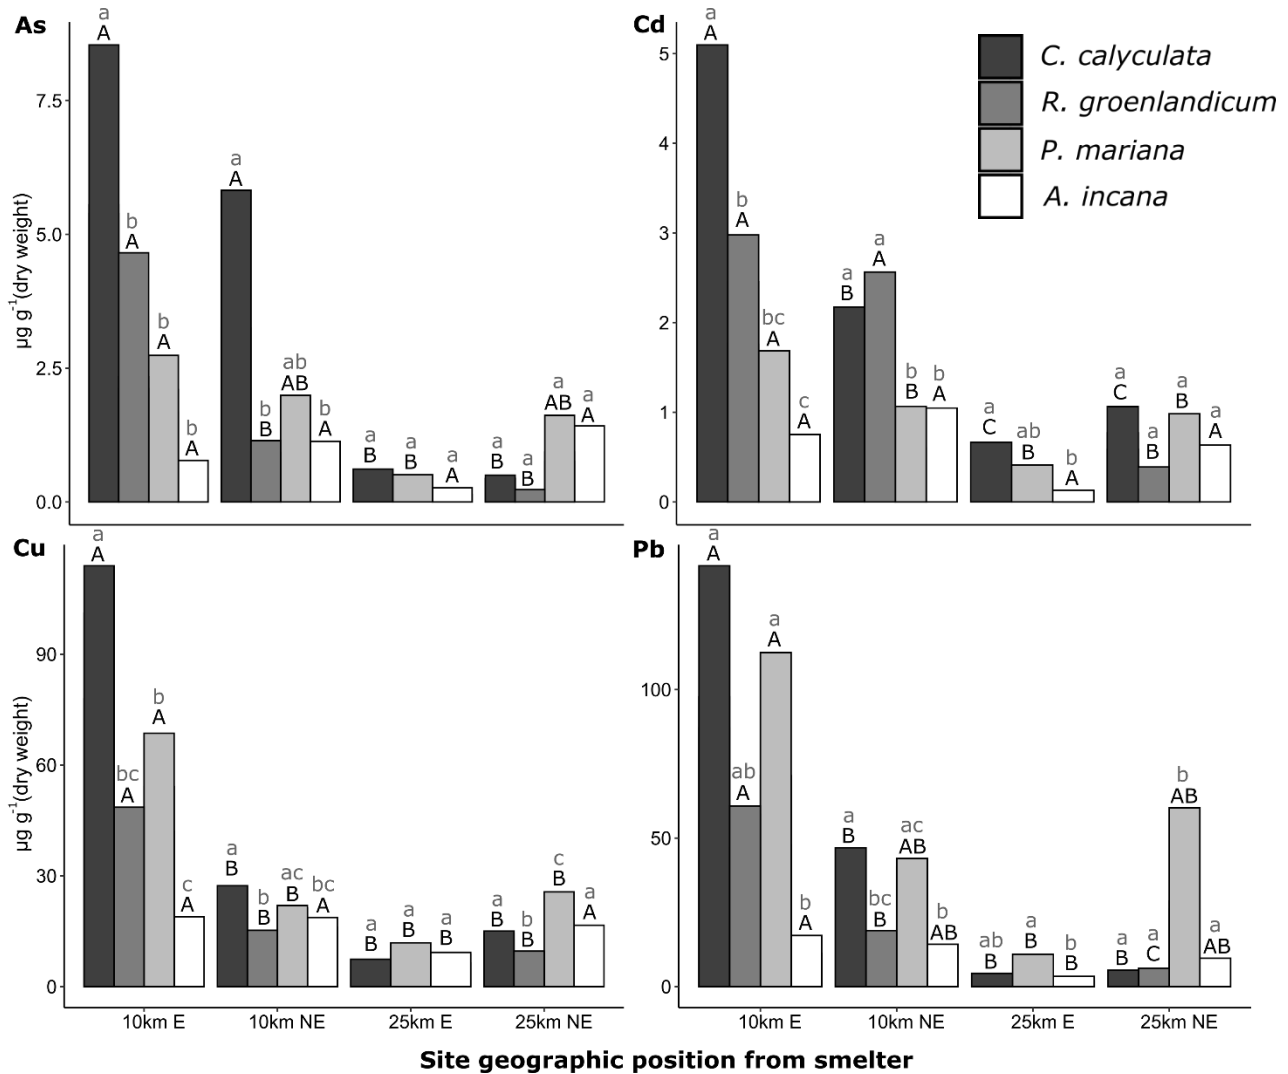 As
a
A
b
A
b
A
b
A
a
A
b
B
ab
AB
b
A
a
B
a
B
a
A
a
B
a
B
a
AB
a
A
7.5
5.0
2.5
0.0
µg g-1(dry weight)
Cd
a
A
b
A
bc
A
c
A
a
B
a
A
b
B
b
A
a
C
ab
B
b
A
a
C
a
B
a
B
a
A
5
4
3
2
1
0
C. calyculata
R. groenlandicum
P. mariana
A. incana
Cu
a
A
bc
A
b
A
c
A
a
B
b
B
ac
B
bc
A
a
B
a
B
a
B
a
B
b
B
c
B
a
A
90
60
30
0
µg g-1(dry weight)
10km E
10km NE
25km E
25km NE
Pb
a
A
ab
A
a
A
b
A
a
B
bc
B
ac
AB
b
AB
ab
B
a
B
b
B
a
B
a
C
b
AB
a
AB
100
50
0
10km E
10km NE
25km E
25km NE
Site geographic position from smelter